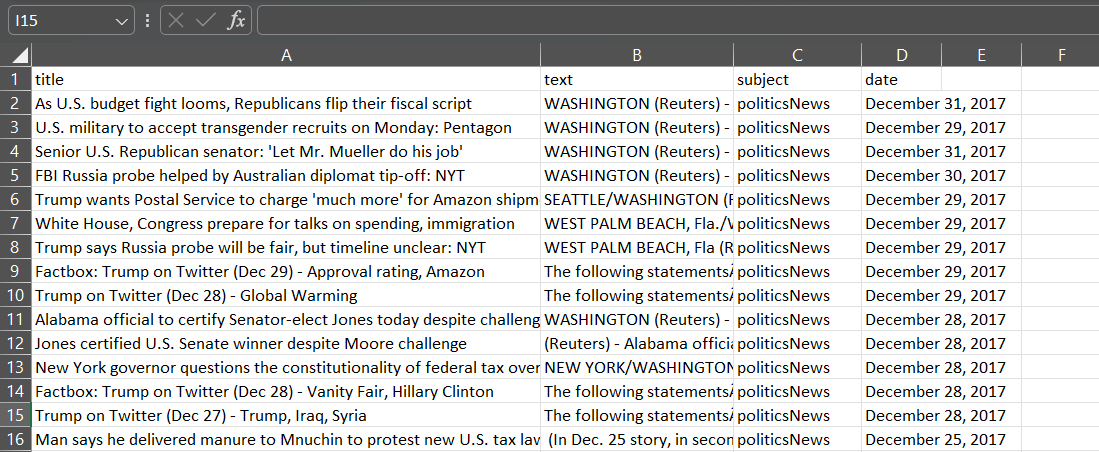 I15 fx
A B C D E F
1 title text subject date
2 As U.S. budget fight looms, Republicans flip their fiscal script WASHINGTON (Reuters) - politicsNews December 31, 2017
3 U.S. military to accept transgender recruits on Monday: Pentagon WASHINGTON (Reuters) - politicsNews December 29, 2017
4 Senior U.S. Republican senator: 'Let Mr. Mueller do his job' WASHINGTON (Reuters) - politicsNews December 31, 2017
5 FBI Russia probe helped by Australian diplomat tip-off: NYT WASHINGTON (Reuters) - politicsNews December 30, 2017
6 Trump wants Postal Service to charge 'much more' for Amazon shipm SEATTLE/WASHINGTON (R politicsNews December 29, 2017
7 White House, Congress prepare for talks on spending, immigration WEST PALM BEACH, Fla./W politicsNews December 29, 2017
8 Trump says Russia probe will be fair, but timeline unclear: NYT WEST PALM BEACH, Fla (R politicsNews December 29, 2017
9 Factbox: Trump on Twitter (Dec 29) - Approval rating, Amazon The following statements politicsNews December 29, 2017
10 Trump on Twitter (Dec 28) - Global Warming The following statements politicsNews December 29, 2017
11 Alabama official to certify Senator-elect Jones today despite challeng WASHINGTON (Reuters) - politicsNews December 28, 2017
12 Jones certified U.S. Senate winner despite Moore challenge (Reuters) - Alabama officia politicsNews December 28, 2017
13 New York governor questions the constitutionality of federal tax over NEW YORK/WASHINGTON politicsNews December 28, 2017
14 Factbox: Trump on Twitter (Dec 28) - Vanity Fair, Hillary Clinton The following statements politicsNews December 28, 2017
15 Trump on Twitter (Dec 27) - Trump, Iraq, Syria The following statements politicsNews December 28, 2017
16 Man says he delivered manure to Mnuchin to protest new U.S. tax law (In Dec. 25 story, in secon politicsNews December 25, 2017